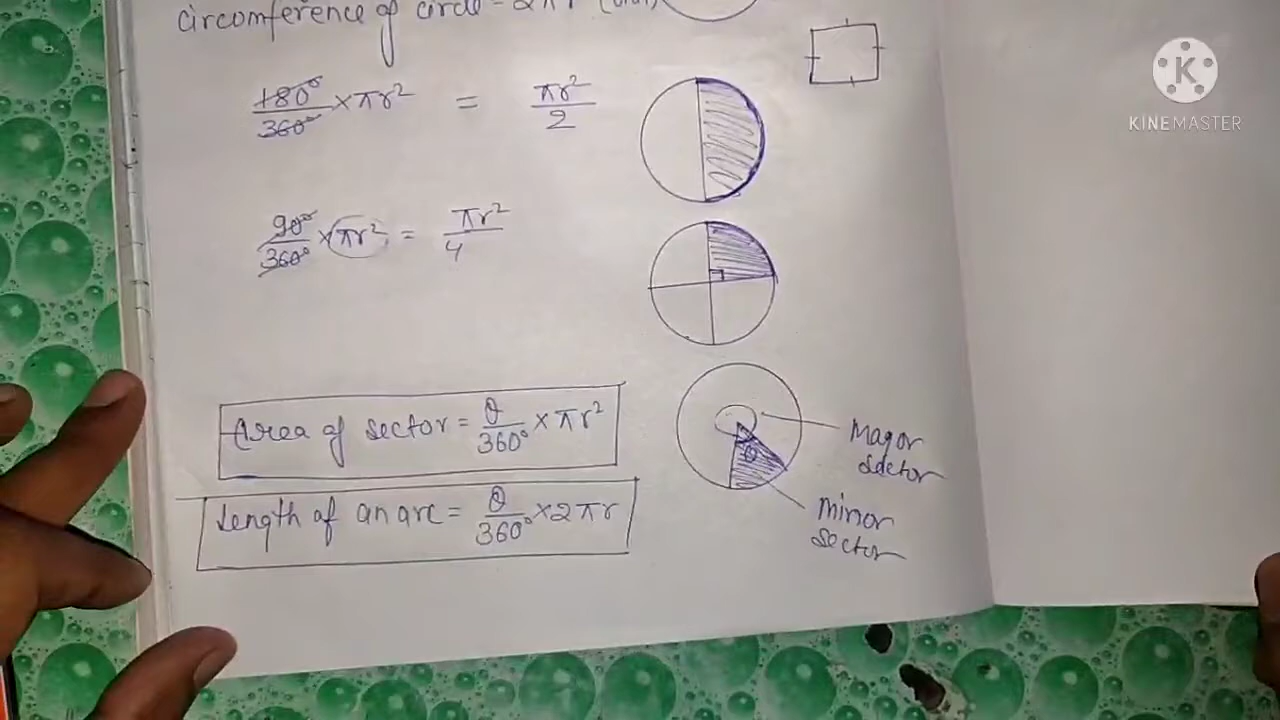 circomference of circle = 2πr
180°/360° × πr² = πr²/2
90°/360° × πr² = πr²/4
Area of sector = θ/360° × πr²
Length of an arc = θ/360° × 2πr
θ
Magor
sector
minor
sector
K
KINEMASTER